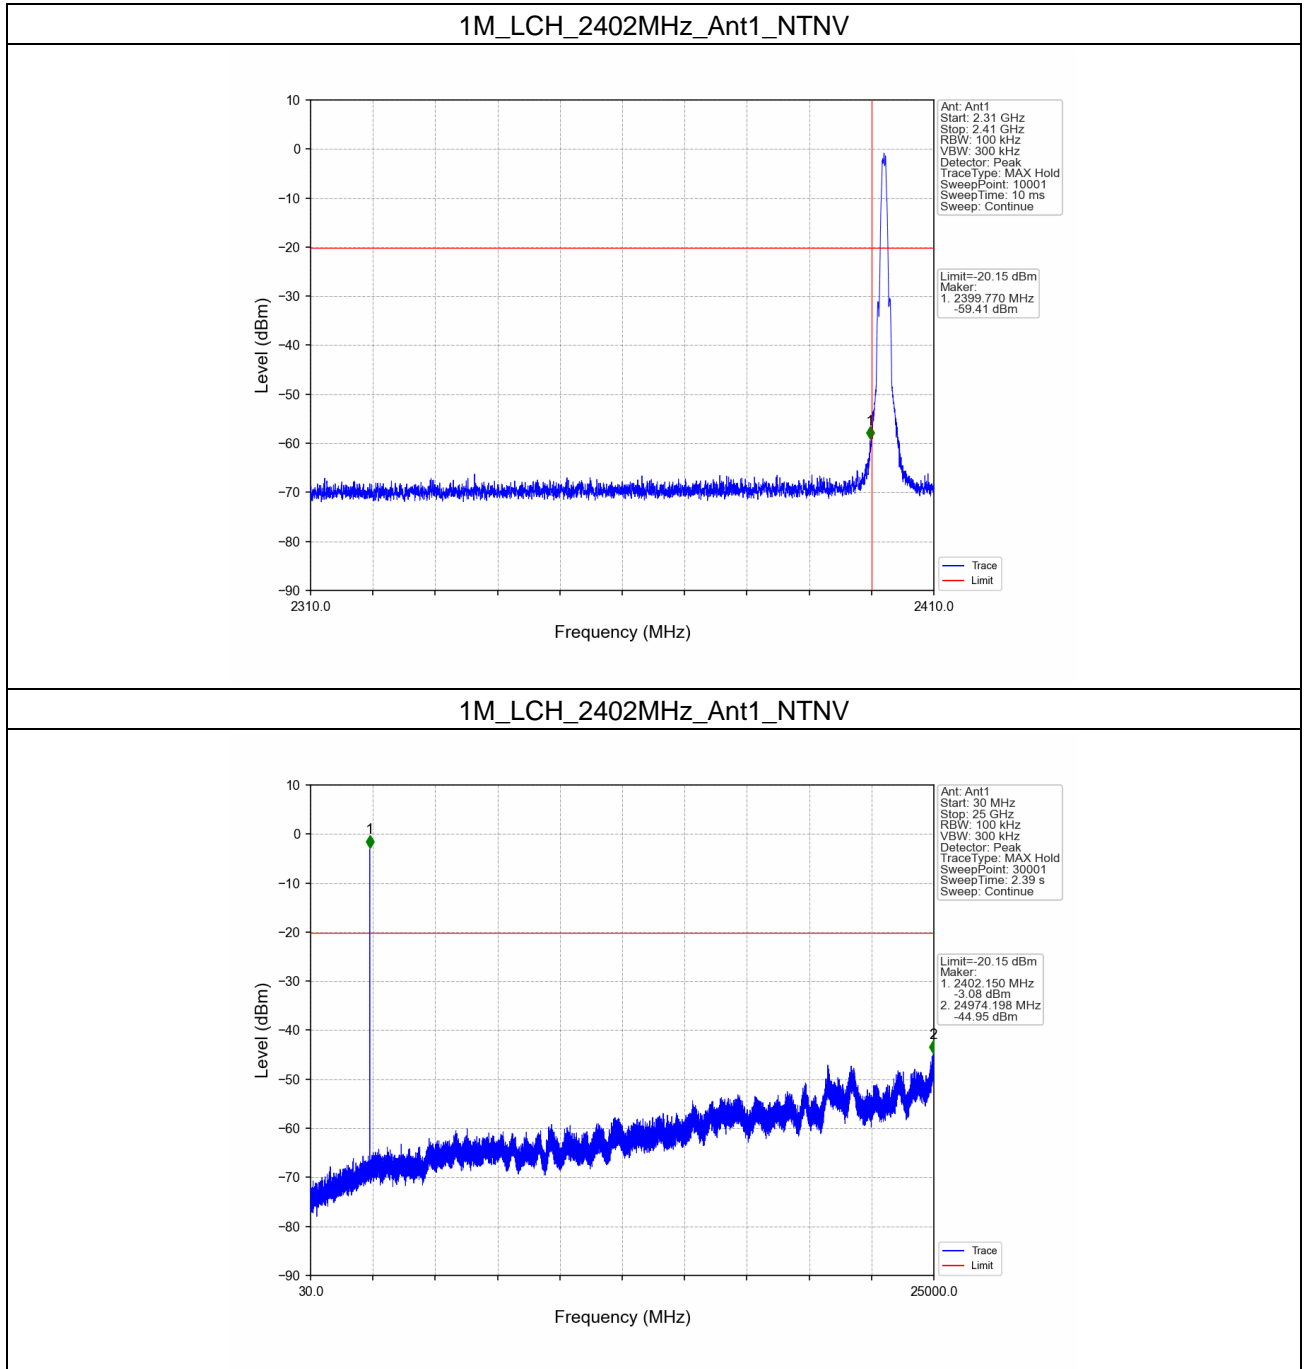 1M_LCH_2402MHz_Ant1_NTNV
10
0
−10
−20
−30
−40
−50
−60
−70
−80
−90
Level (dBm)
2310.0
2410.0
Frequency (MHz)
1
Ant: Ant1
Start: 2.31 GHz
Stop: 2.41 GHz
RBW: 100 kHz
VBW: 300 kHz
Detector: Peak
TraceType: MAX Hold
SweepPoint: 10001
SweepTime: 10 ms
Sweep: Continue
Limit=-20.15 dBm
Maker:
1. 2399.770 MHz
-59.41 dBm
Trace
Limit
1M_LCH_2402MHz_Ant1_NTNV
10
0
−10
−20
−30
−40
−50
−60
−70
−80
−90
Level (dBm)
30.0
25000.0
Frequency (MHz)
1
2
Ant: Ant1
Start: 30 MHz
Stop: 25 GHz
RBW: 100 kHz
VBW: 300 kHz
Detector: Peak
TraceType: MAX Hold
SweepPoint: 30001
SweepTime: 2.39 s
Sweep: Continue
Limit=-20.15 dBm
Maker:
1. 2402.150 MHz
-3.08 dBm
2. 24974.198 MHz
-44.95 dBm
Trace
Limit